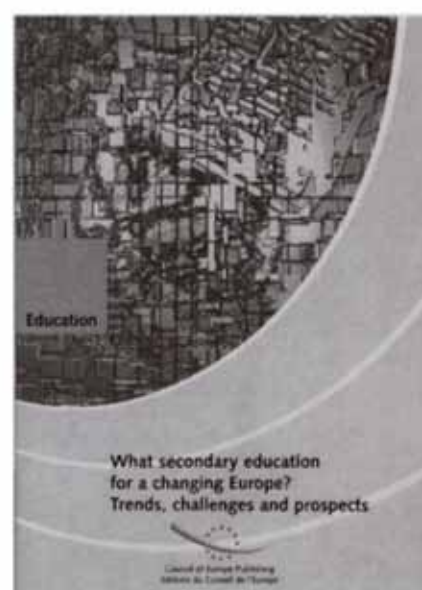 Education
What secondary education
for a changing Europe?
Trends, challenges and prospects
Council of Europe Publishing
Editions du Conseil de l'Europe